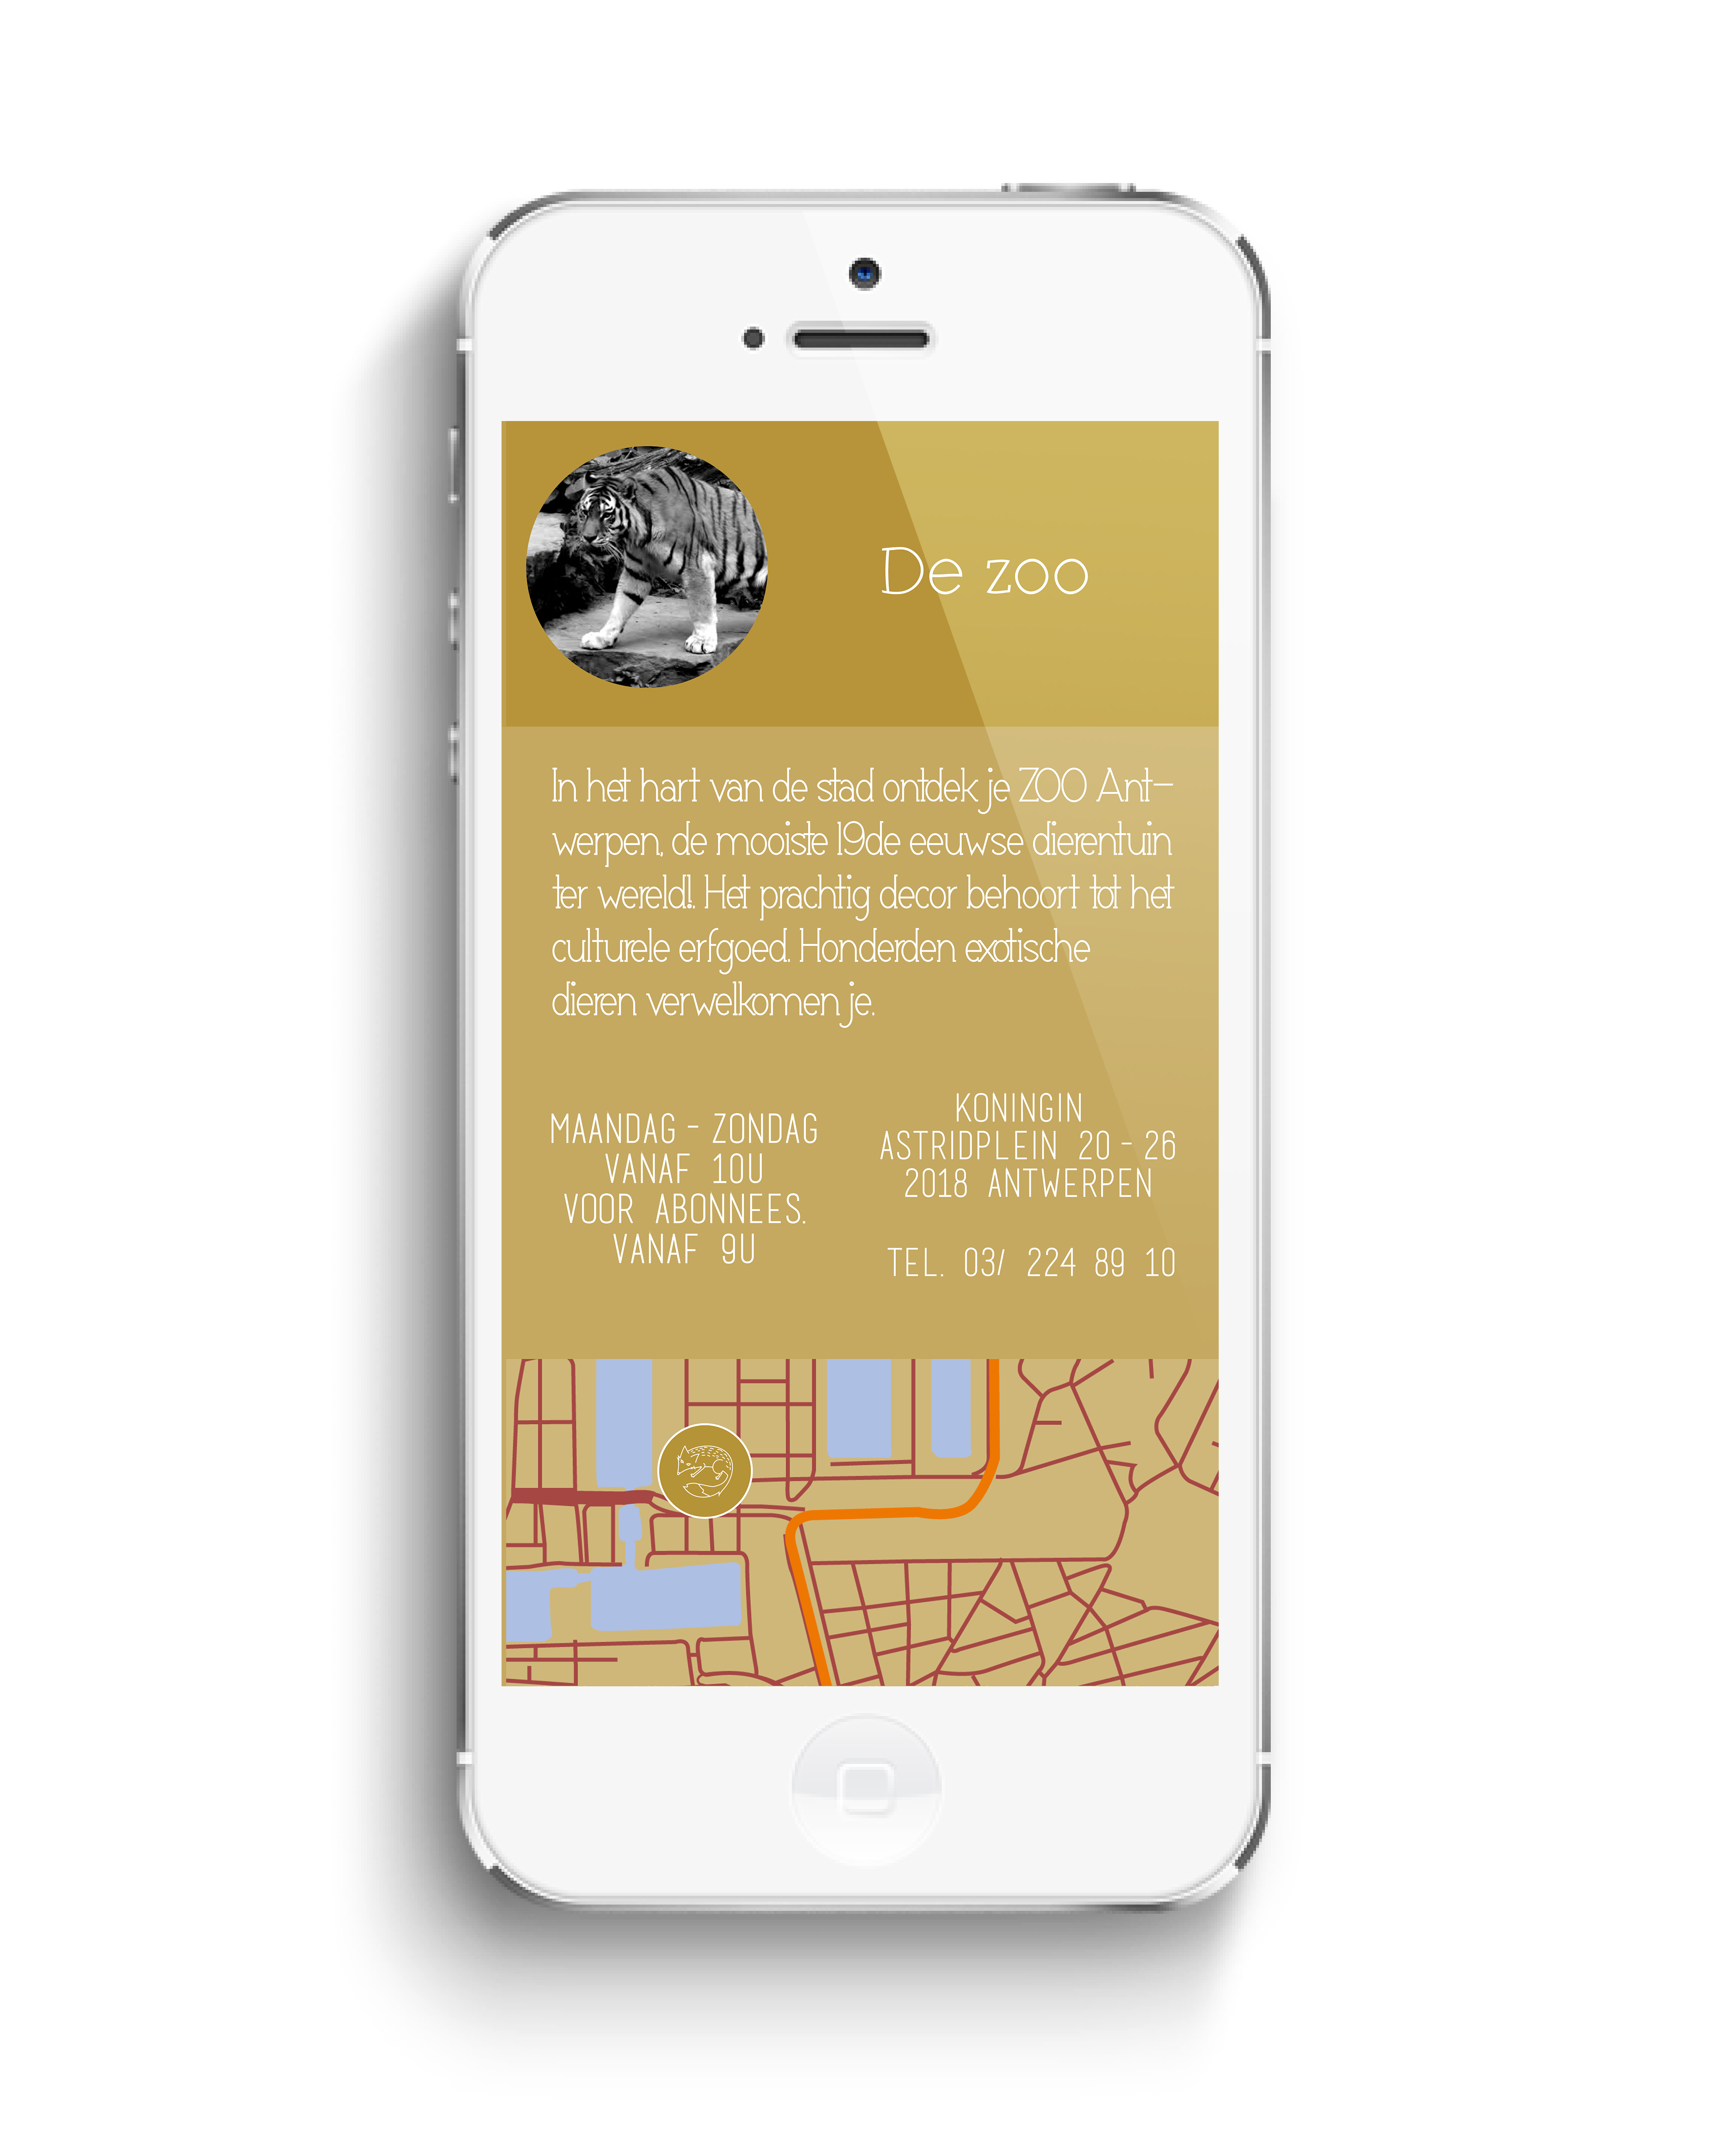 De zoo
In het hart van de stad ontdek je ZOO Ant-
werpen, de mooiste 19de eeuwse dierentuin
ter wereld!. Het prachtig decor behoort tot het
culturele erfgoed. Honderden exotische
dieren verwelkomen je.
MAANDAG - ZONDAG
VANAF 10U
VOOR ABONNEES.
VANAF 9U
KONINGIN
ASTRIDPLEIN 20 - 26
2018 ANTWERPEN
TEL. 03/ 224 89 10